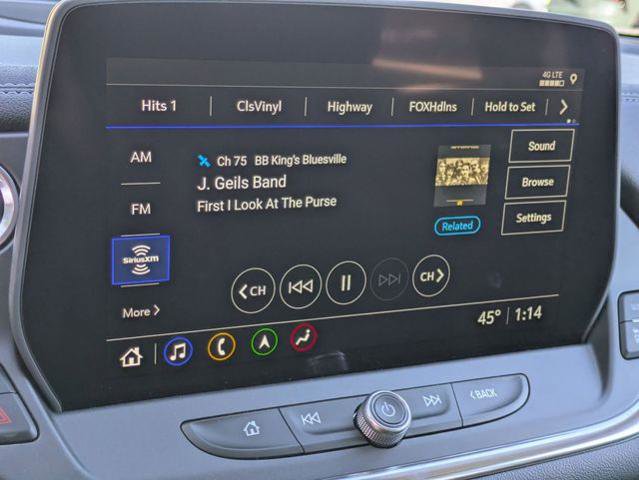 4G LTE
Hits 1 ClsVinyl Highway FOXHdlns Hold to Set
AM
Ch 75 BB King's Bluesville
Sound
J. Geils Band
Browse
FM
First I Look At The Purse
Settings
Related
SiriusXM
CH
CH
More
45° 1:14
BACK